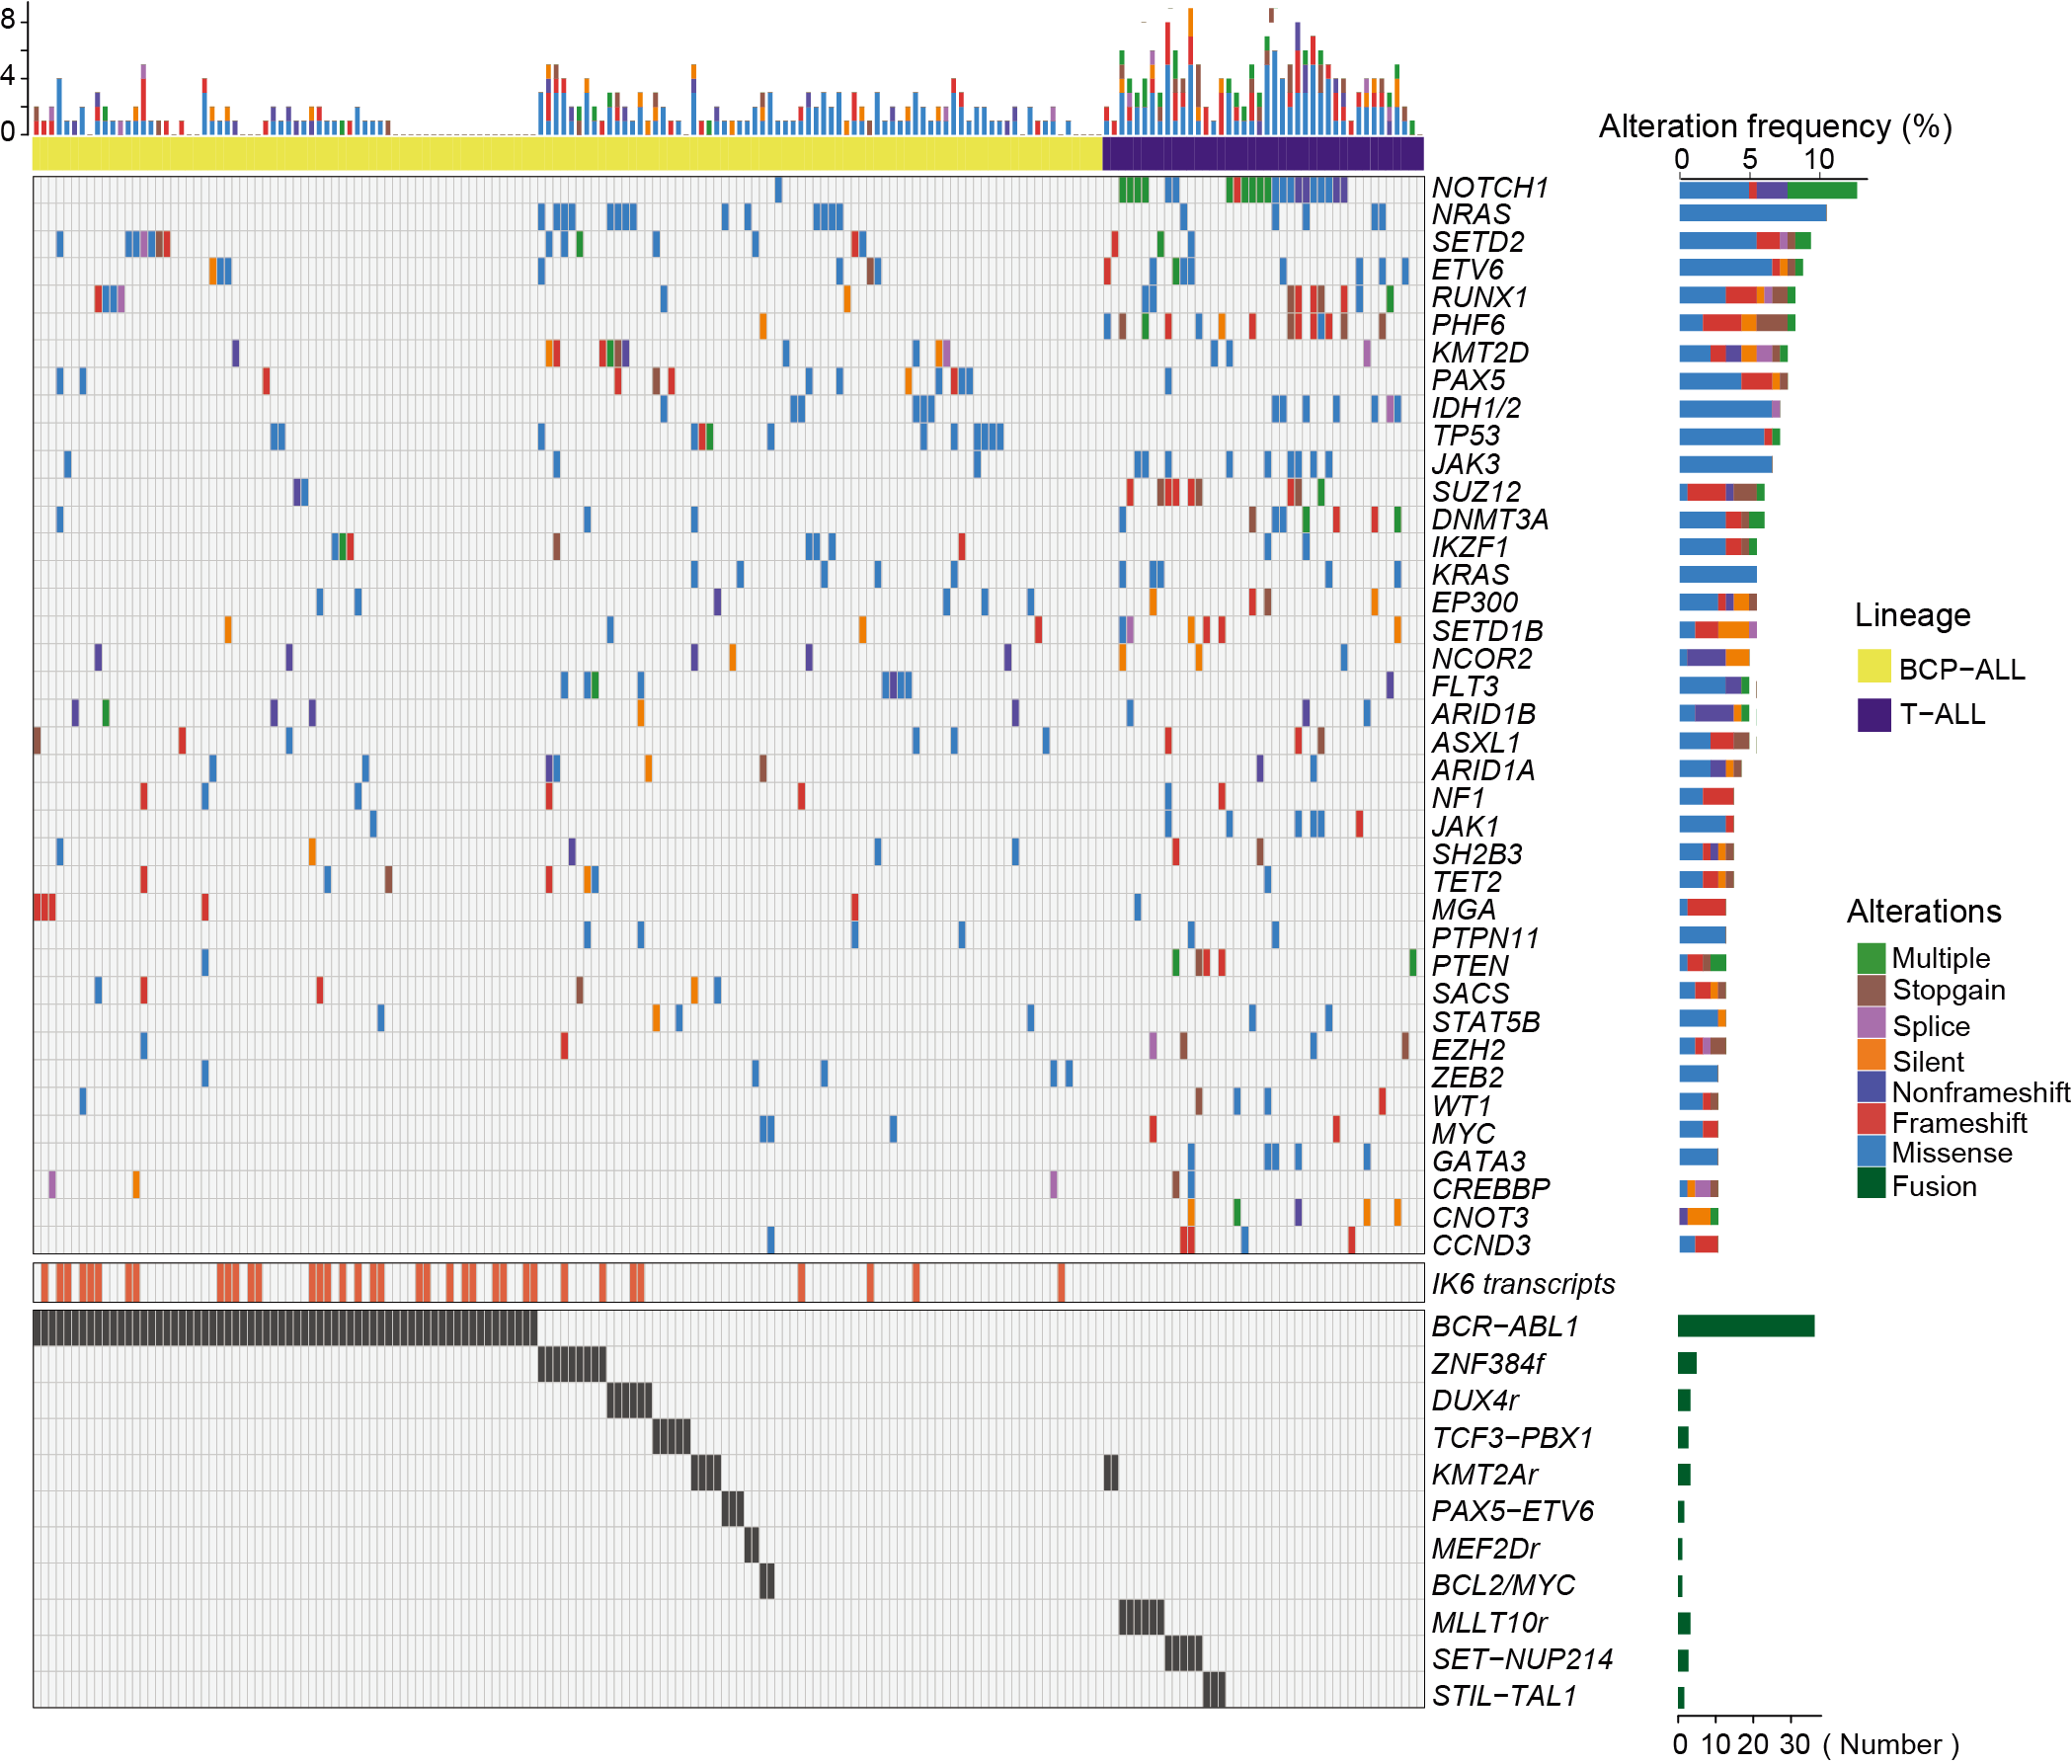 8
4
0
Alteration frequency (%)
0 5 10
NOTCH1
NRAS
SETD2
ETV6
RUNX1
PHF6
KMT2D
PAX5
IDH1/2
TP53
JAK3
SUZ12
DNMT3A
IKZF1
KRAS
EP300
SETD1B
NCOR2
FLT3
ARID1B
ASXL1
ARID1A
NF1
JAK1
SH2B3
TET2
MGA
PTPN11
PTEN
SACS
STAT5B
EZH2
ZEB2
WT1
MYC
GATA3
CREBBP
CNOT3
CCND3
IK6 transcripts
BCR−ABL1
ZNF384f
DUX4r
TCF3−PBX1
KMT2Ar
PAX5−ETV6
MEF2Dr
BCL2/MYC
MLLT10r
SET−NUP214
STIL−TAL1
Lineage
BCP−ALL
T−ALL
Alterations
Multiple
Stopgain
Splice
Silent
Nonframeshift
Frameshift
Missense
Fusion
0 10 20 30 ( Number )